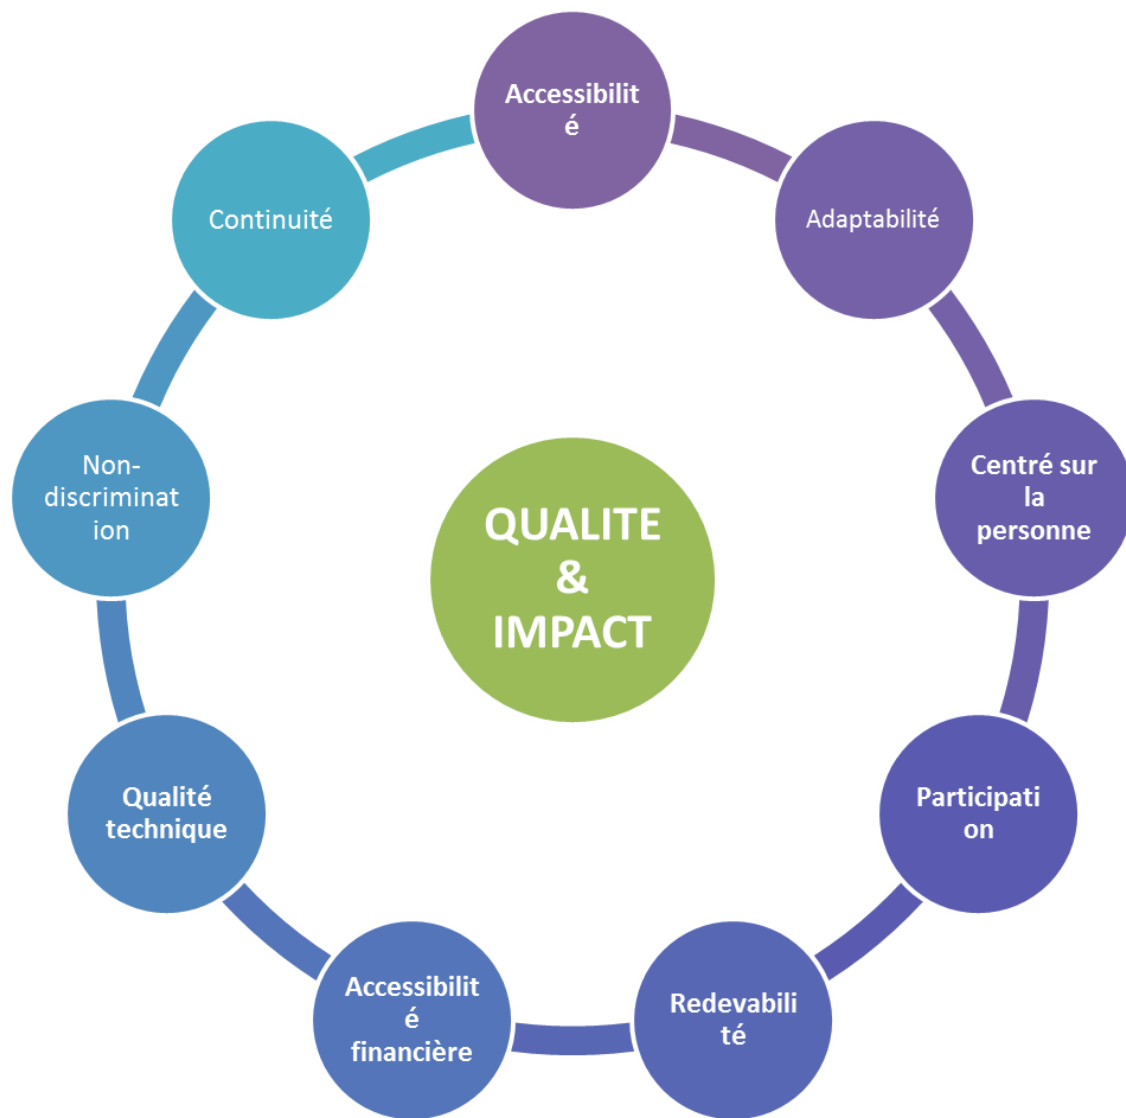 Accessibilit
é
Adaptabilité
Centré sur
la
personne
Participati
on
Redevabili
té
Accessibilit
é
financière
Qualité
technique
Non-
discriminat
ion
Continuité
QUALITE
&
IMPACT